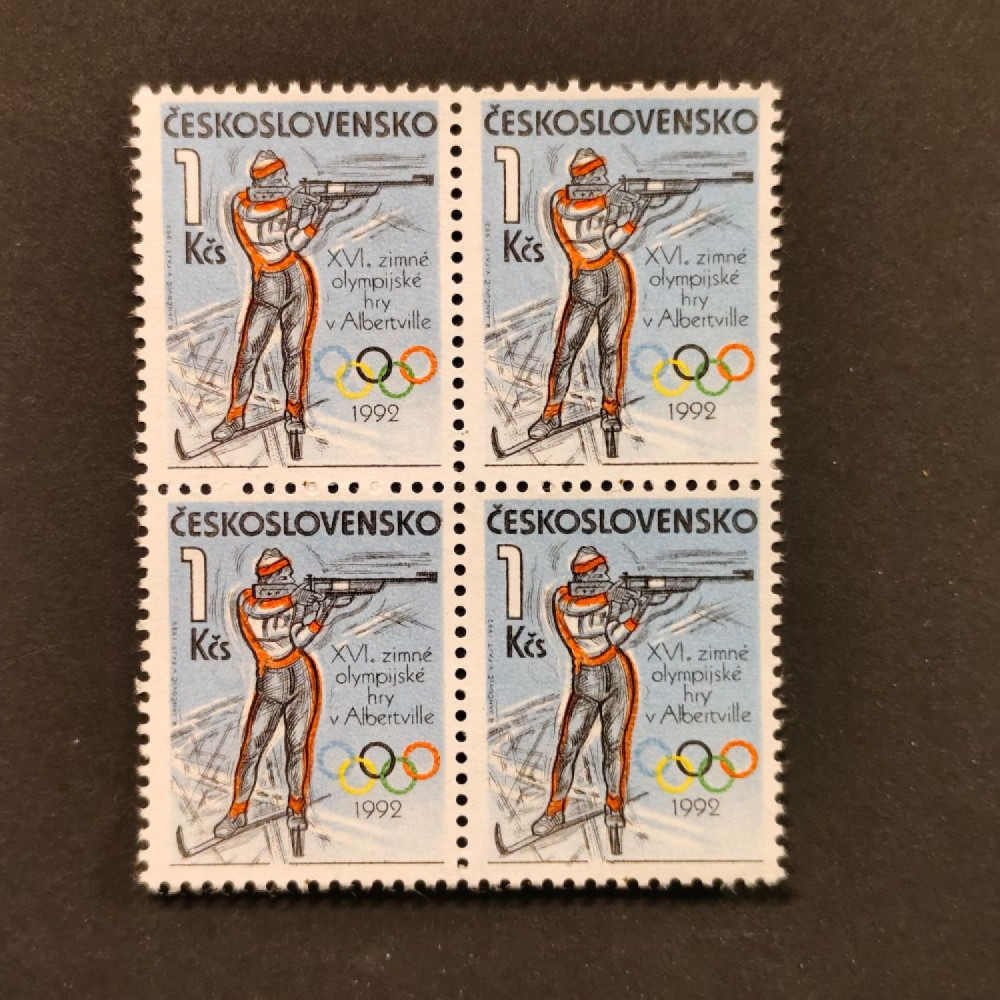 ČESKOSLOVENSKO
1
Kčs
XVI. zimné
olympijské
hry
v Albertville
1992
ČESKOSLOVENSKO
1
Kčs
XVI. zimné
olympijské
hry
v Albertville
1992
ČESKOSLOVENSKO
1
Kčs
XVI. zimné
olympijské
hry
v Albertville
1992
ČESKOSLOVENSKO
1
Kčs
XVI. zimné
olympijské
hry
v Albertville
1992